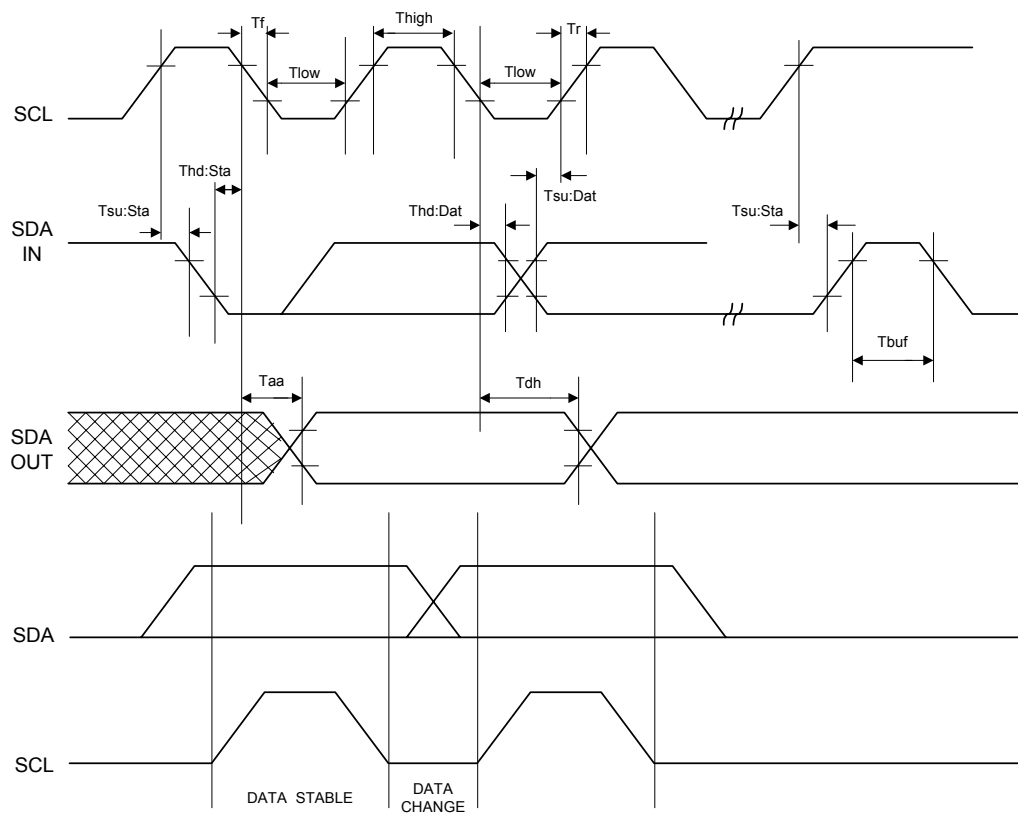 Tf
Thigh
Tr
Tlow
Tlow
SCL
Thd:Sta
Tsu:Sta
Thd:Dat
Tsu:Dat
Tsu:Sta
SDA
IN
Tbuf
Taa
Tdh
SDA
OUT
SDA
SCL
DATA STABLE
DATA
CHANGE